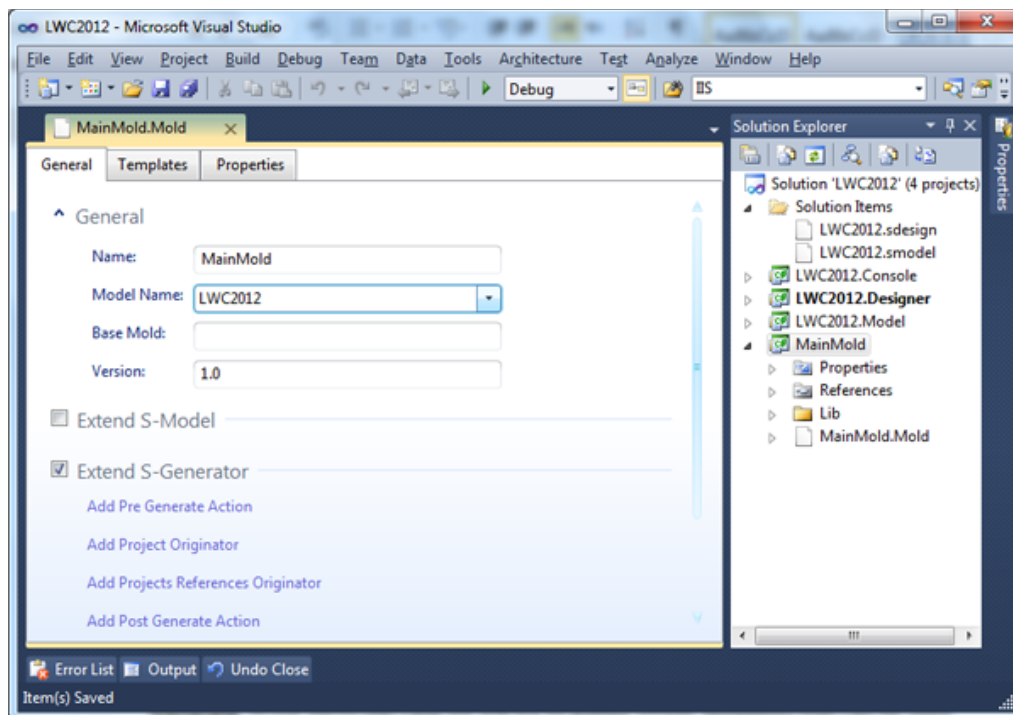 LWC2012 - Microsoft Visual Studio
File Edit View Project Build Debug Team Data Tools Architecture Test Analyze Window Help
Debug IIS
MainMold.Mold
General Templates Properties
General
Name: MainMold
Model Name: LWC2012
Base Mold:
Version: 1.0
Extend S-Model
Extend S-Generator
Add Pre Generate Action
Add Project Originator
Add Projects References Originator
Add Post Generate Action
Solution Explorer
Solution 'LWC2012' (4 projects)
Solution Items
LWC2012.sdesign
LWC2012.smodel
LWC2012.Console
LWC2012.Designer
LWC2012.Model
MainMold
Properties
References
Lib
MainMold.Mold
Properties
Error List Output Undo Close
Item(s) Saved